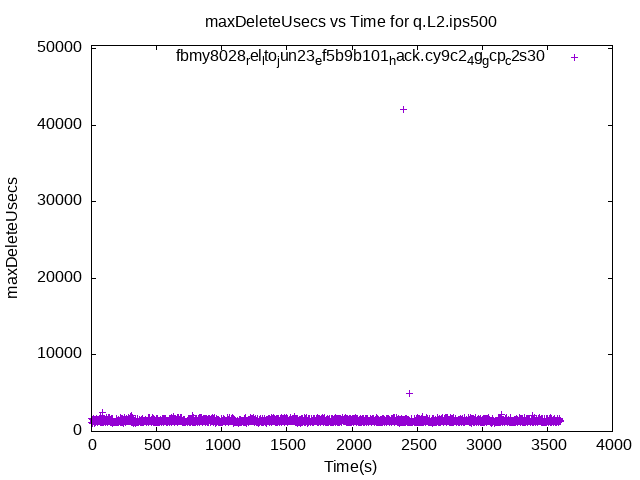 maxDeleteUsecs vs Time for q.L2.ips500
fbmy8028relltojun23ef5b9b101hack.cy9c24ggcpc2s30
50000
40000
30000
20000
10000
0
maxDeleteUsecs
0 500 1000 1500 2000 2500 3000 3500 4000
Time(s)